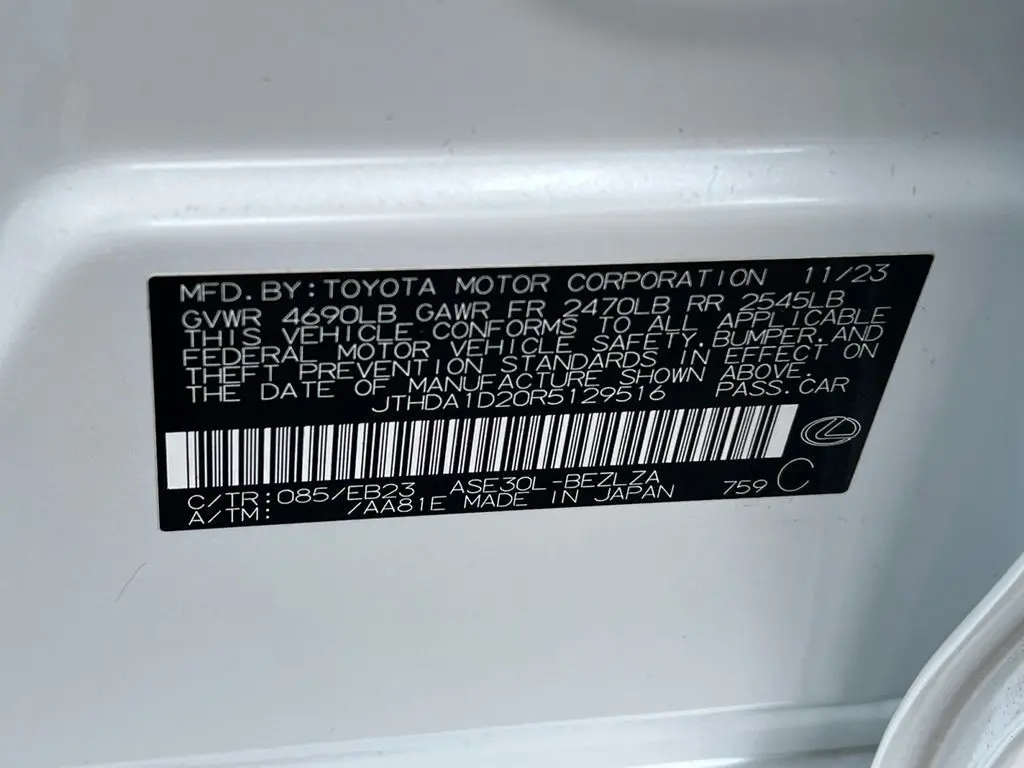 MFD.BY:TOYOTA MOTOR CORPORATION 11/23
GVWR 4690LB GAWR FR 2470LB RR 2545LB
THIS VEHICLE CONFORMS TO ALL APPLICABLE
FEDERAL MOTOR VEHICLE SAFETY,BUMPER,AND
THEFT PREVENTION STANDARDS IN EFFECT ON
THE DATE OF MANUFACTURE SHOWN ABOVE.
JTHDA1D20R5129516 PASS.CAR
C/TR:085/EB23 ASE30L-BEZLZA 759 C
A/TM: /AA81E MADE IN JAPAN